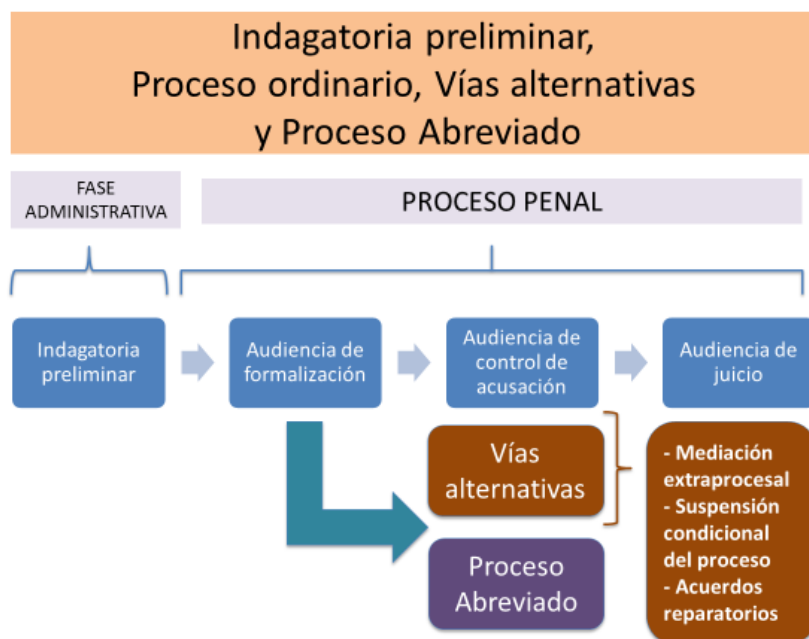 Indagatoria preliminar,
Proceso ordinario, Vías alternativas
y Proceso Abreviado
FASE
ADMINISTRATIVA
PROCESO PENAL
Indagatoria
preliminar
Audiencia de
formalización
Audiencia de
control de
acusación
Audiencia de
juicio
Vías
alternativas
- Mediación
extraprocesal
- Suspensión
condicional
del proceso
- Acuerdos
reparatorios
Proceso
Abreviado